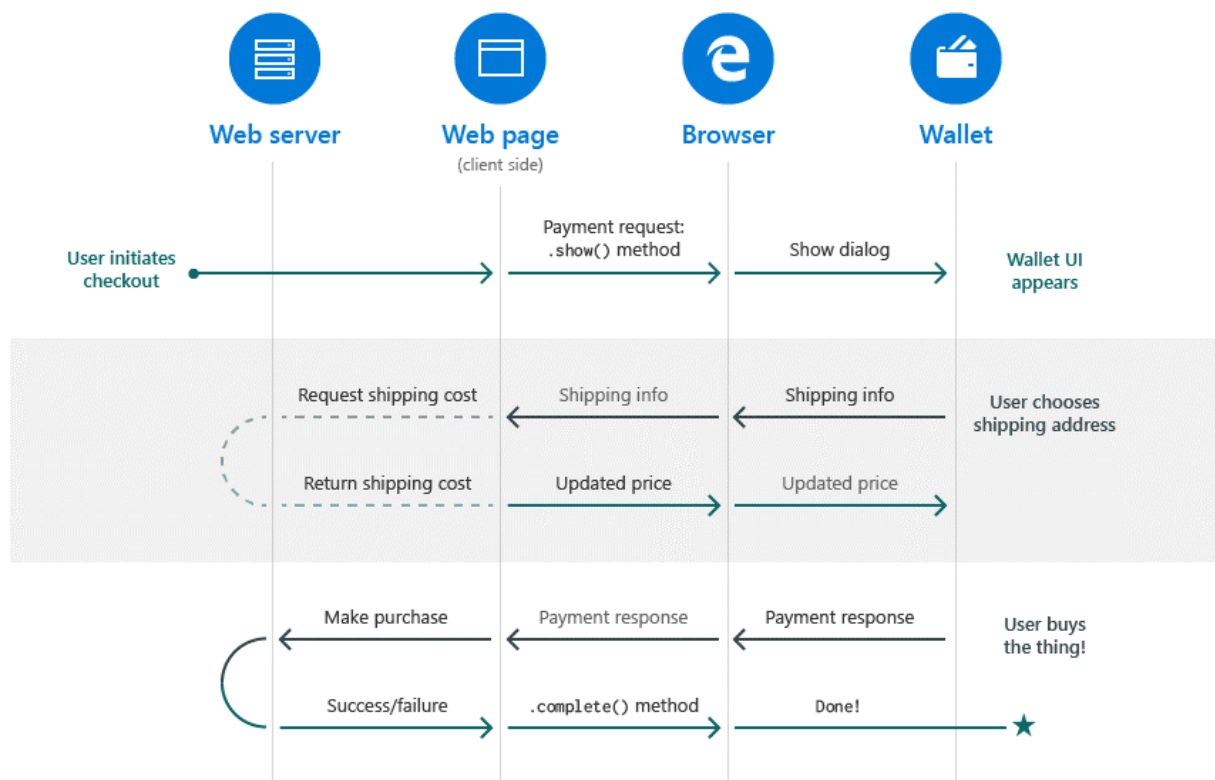 Web server
Web page
(client side)
Browser
Wallet
User initiates
checkout
Payment request:
.show() method
Show dialog
Wallet UI
appears
Request shipping cost
Shipping info
Shipping info
User chooses
shipping address
Return shipping cost
Updated price
Updated price
Make purchase
Payment response
Payment response
User buys
the thing!
Success/failure
.complete() method
Done!